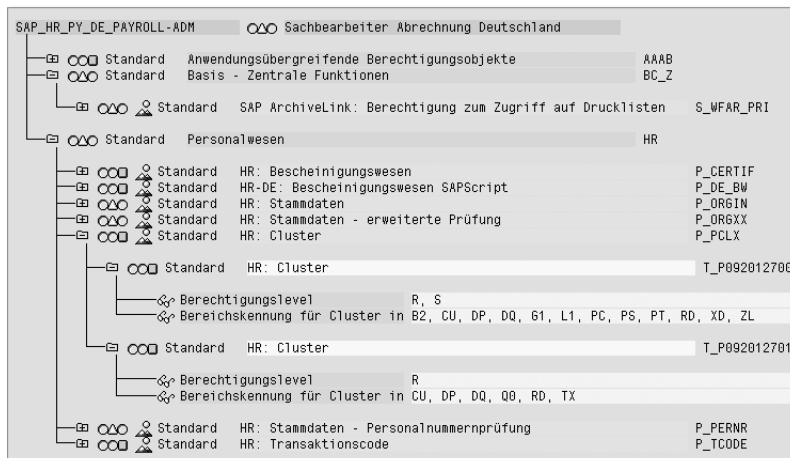 SAP_HR_PY_DE_PAYROLL-ADM Sachbearbeiter Abrechnung Deutschland
Standard Anwendungsübergreifende Berechtigungsobjekte AAAB
Standard Basis - Zentrale Funktionen BC_Z
Standard SAP ArchiveLink: Berechtigung zum Zugriff auf Drucklisten S_WFAR_PRI
Standard Personalwesen HR
Standard HR: Bescheinigungswesen P_CERTIF
Standard HR-DE: Bescheinigungswesen SAPScript P_DE_BW
Standard HR: Stammdaten P_ORGIN
Standard HR: Stammdaten - erweiterte Prüfung P_ORGXX
Standard HR: Cluster P_PCLX
Standard HR: Cluster T_P092012700
Berechtigungslevel R, S
Bereichskennung für Cluster in B2, CU, DP, DQ, G1, L1, PC, PS, PT, RD, XD, ZL
Standard HR: Cluster T_P092012701
Berechtigungslevel R
Bereichskennung für Cluster in CU, DP, DQ, Q0, RD, TX
Standard HR: Stammdaten - Personalnummernprüfung P_PERNR
Standard HR: Transaktionscode P_TCODE